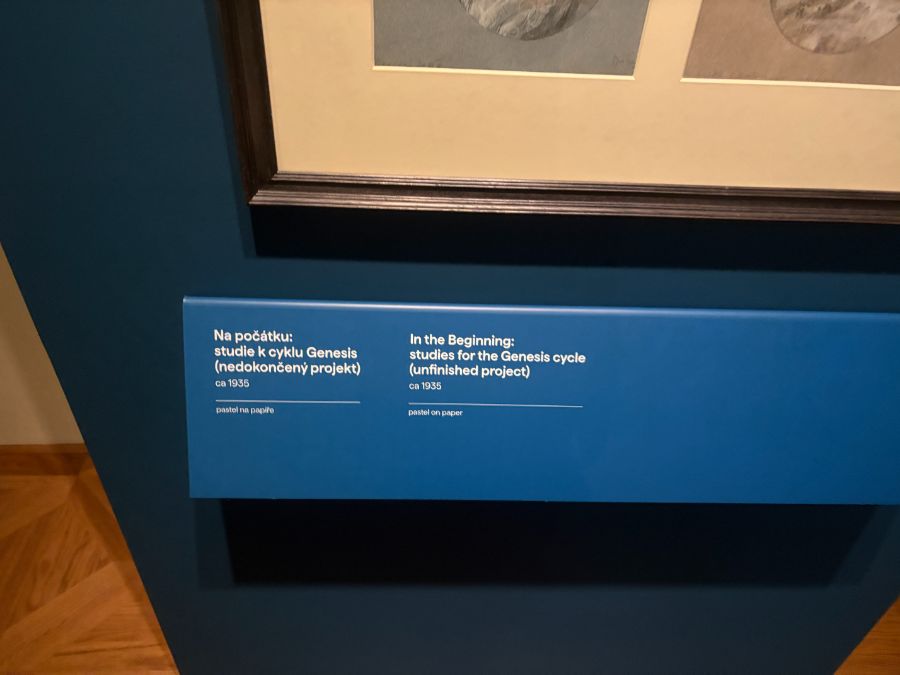 Na počátku:
studie k cyklu Genesis
(nedokončený projekt)
ca 1935
pastel na papíře
In the Beginning:
studies for the Genesis cycle
(unfinished project)
ca 1935
pastel on paper